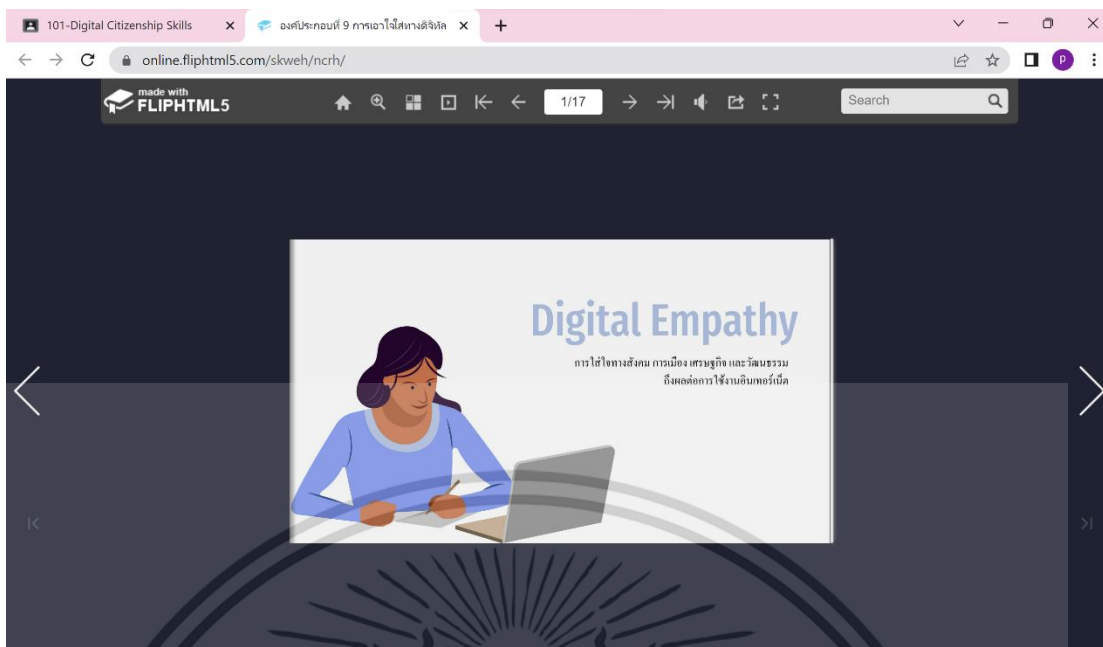 101-Digital Citizenship Skills
องค์ประกอบที่ 9 การเอาใจใส่ทางดิจิทัล
online.fliphtml5.com/skweh/ncrh/
P
made with
FLIPHTML5
1/17
Search
Digital Empathy
การใส่ใจทางสังคม การเมือง เศรษฐกิจ และวัฒนธรรม
ถึงผลต่อการใช้งานอินเทอร์เน็ต